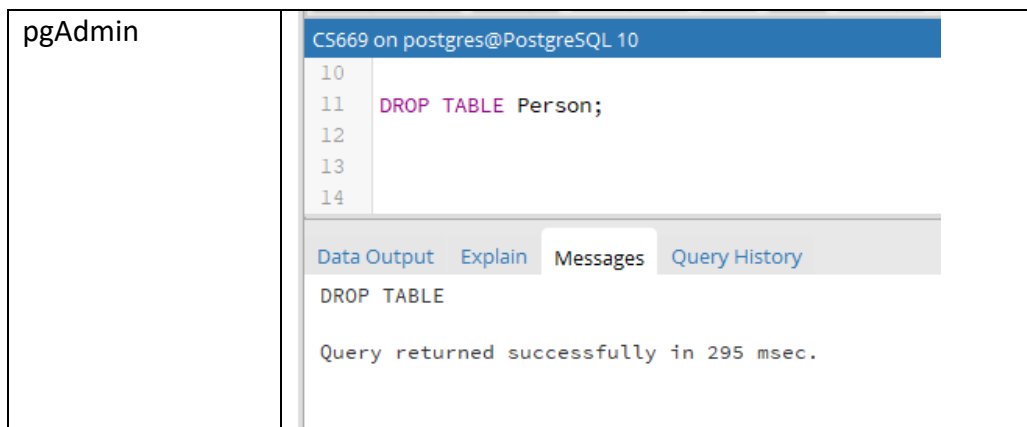 pgAdmin
CS669 on postgres@PostgreSQL 10
10
11 DROP TABLE Person;
12
13
14
Data Output Explain Messages Query History
DROP TABLE
Query returned successfully in 295 msec.